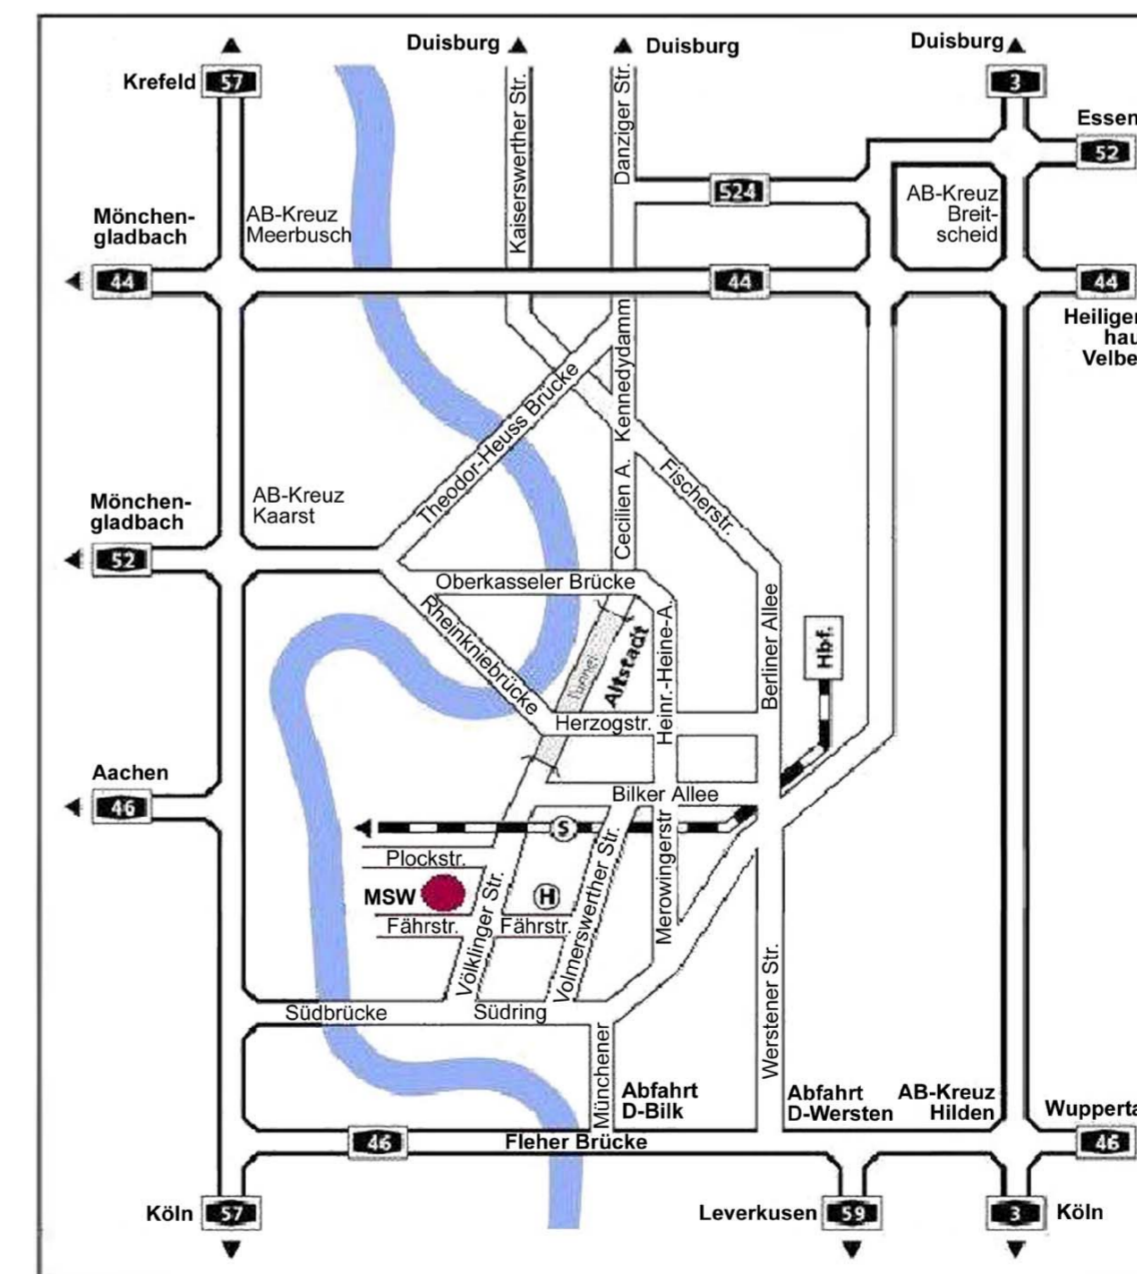 Duisburg
Duisburg
Duisburg
Krefeld
57
3
Essen
52
Kaiserswerther Str.
Danziger Str.
524
AB-Kreuz
Breit-
scheid
Mönchen-
gladbach
AB-Kreuz
Meerbusch
44
44
44
Heiligen
hau
Velbe
Kennedydamm
Theodor-Heuss Brücke
Cecilien A.
Fischerstr.
Mönchen-
gladbach
AB-Kreuz
Kaarst
52
Oberkasseler Brücke
Rheinkniebrücke
Tunnel
Altstadt
Heinr.-Heine-A.
Berliner Allee
Hbf.
Herzogstr.
Aachen
46
Bilker Allee
S
Plockstr.
MSW
H
Fährstr.
Fährstr.
Völklinger Str.
Volmerswerther Str.
Merowingerstr
Werstener Str.
Südbrücke
Südring
Münchener
Abfahrt
D-Bilk
Abfahrt
D-Wersten
AB-Kreuz
Hilden
Wupperta
46
Fleher Brücke
46
Köln
57
Leverkusen
59
3
Köln